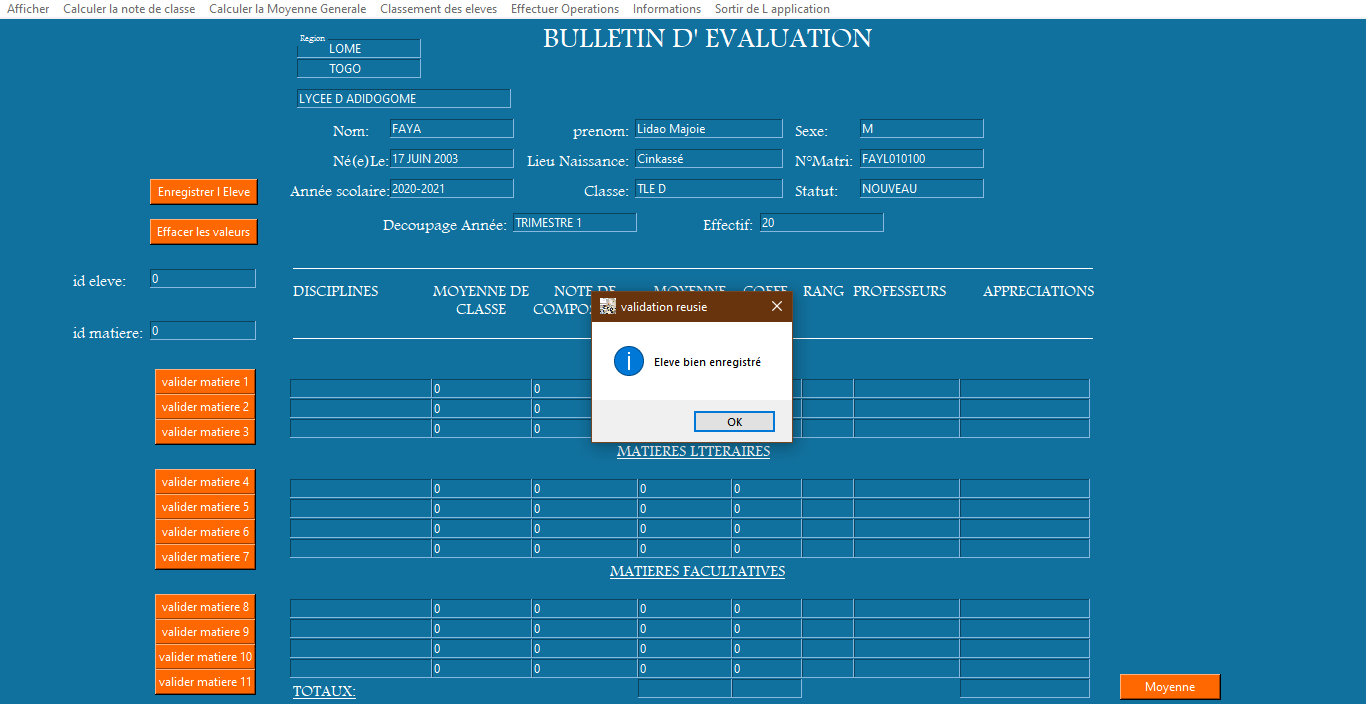 Afficher Calculer la note de classe Calculer la Moyenne Generale Classement des eleves Effectuer Operations Informations Sortir de L application
BULLETIN D' EVALUATION
Region
LOME
TOGO
LYCEE D ADIDOGOME
Nom: FAYA prenom: Lidao Majoie Sexe: M
Né(e)Le: 17 JUIN 2003 Lieu Naissance: Cinkassé N°Matri: FAYL010100
Enregistrer l Eleve Année scolaire: 2020-2021 Classe: TLE D Statut: NOUVEAU
Effacer les valeurs Decoupage Année: TRIMESTRE 1 Effectif: 20
id eleve: 0
DISCIPLINES MOYENNE DE NOTE DE MOYENNE COEFF RANG PROFESSEURS APPRECIATIONS
CLASSE
validation reusie
id matiere: 0
Eleve bien enregistré
OK
valider matiere 1 0 0
valider matiere 2 0 0
valider matiere 3 0 0
MATIERES LTTERAIRES
valider matiere 4 0 0 0 0
valider matiere 5 0 0 0 0
valider matiere 6 0 0 0 0
valider matiere 7 0 0 0 0
MATIERES FACULTATIVES
valider matiere 8 0 0 0 0
valider matiere 9 0 0 0 0
valider matiere 10 0 0 0 0
valider matiere 11 0 0 0 0
TOTAUX: Moyenne